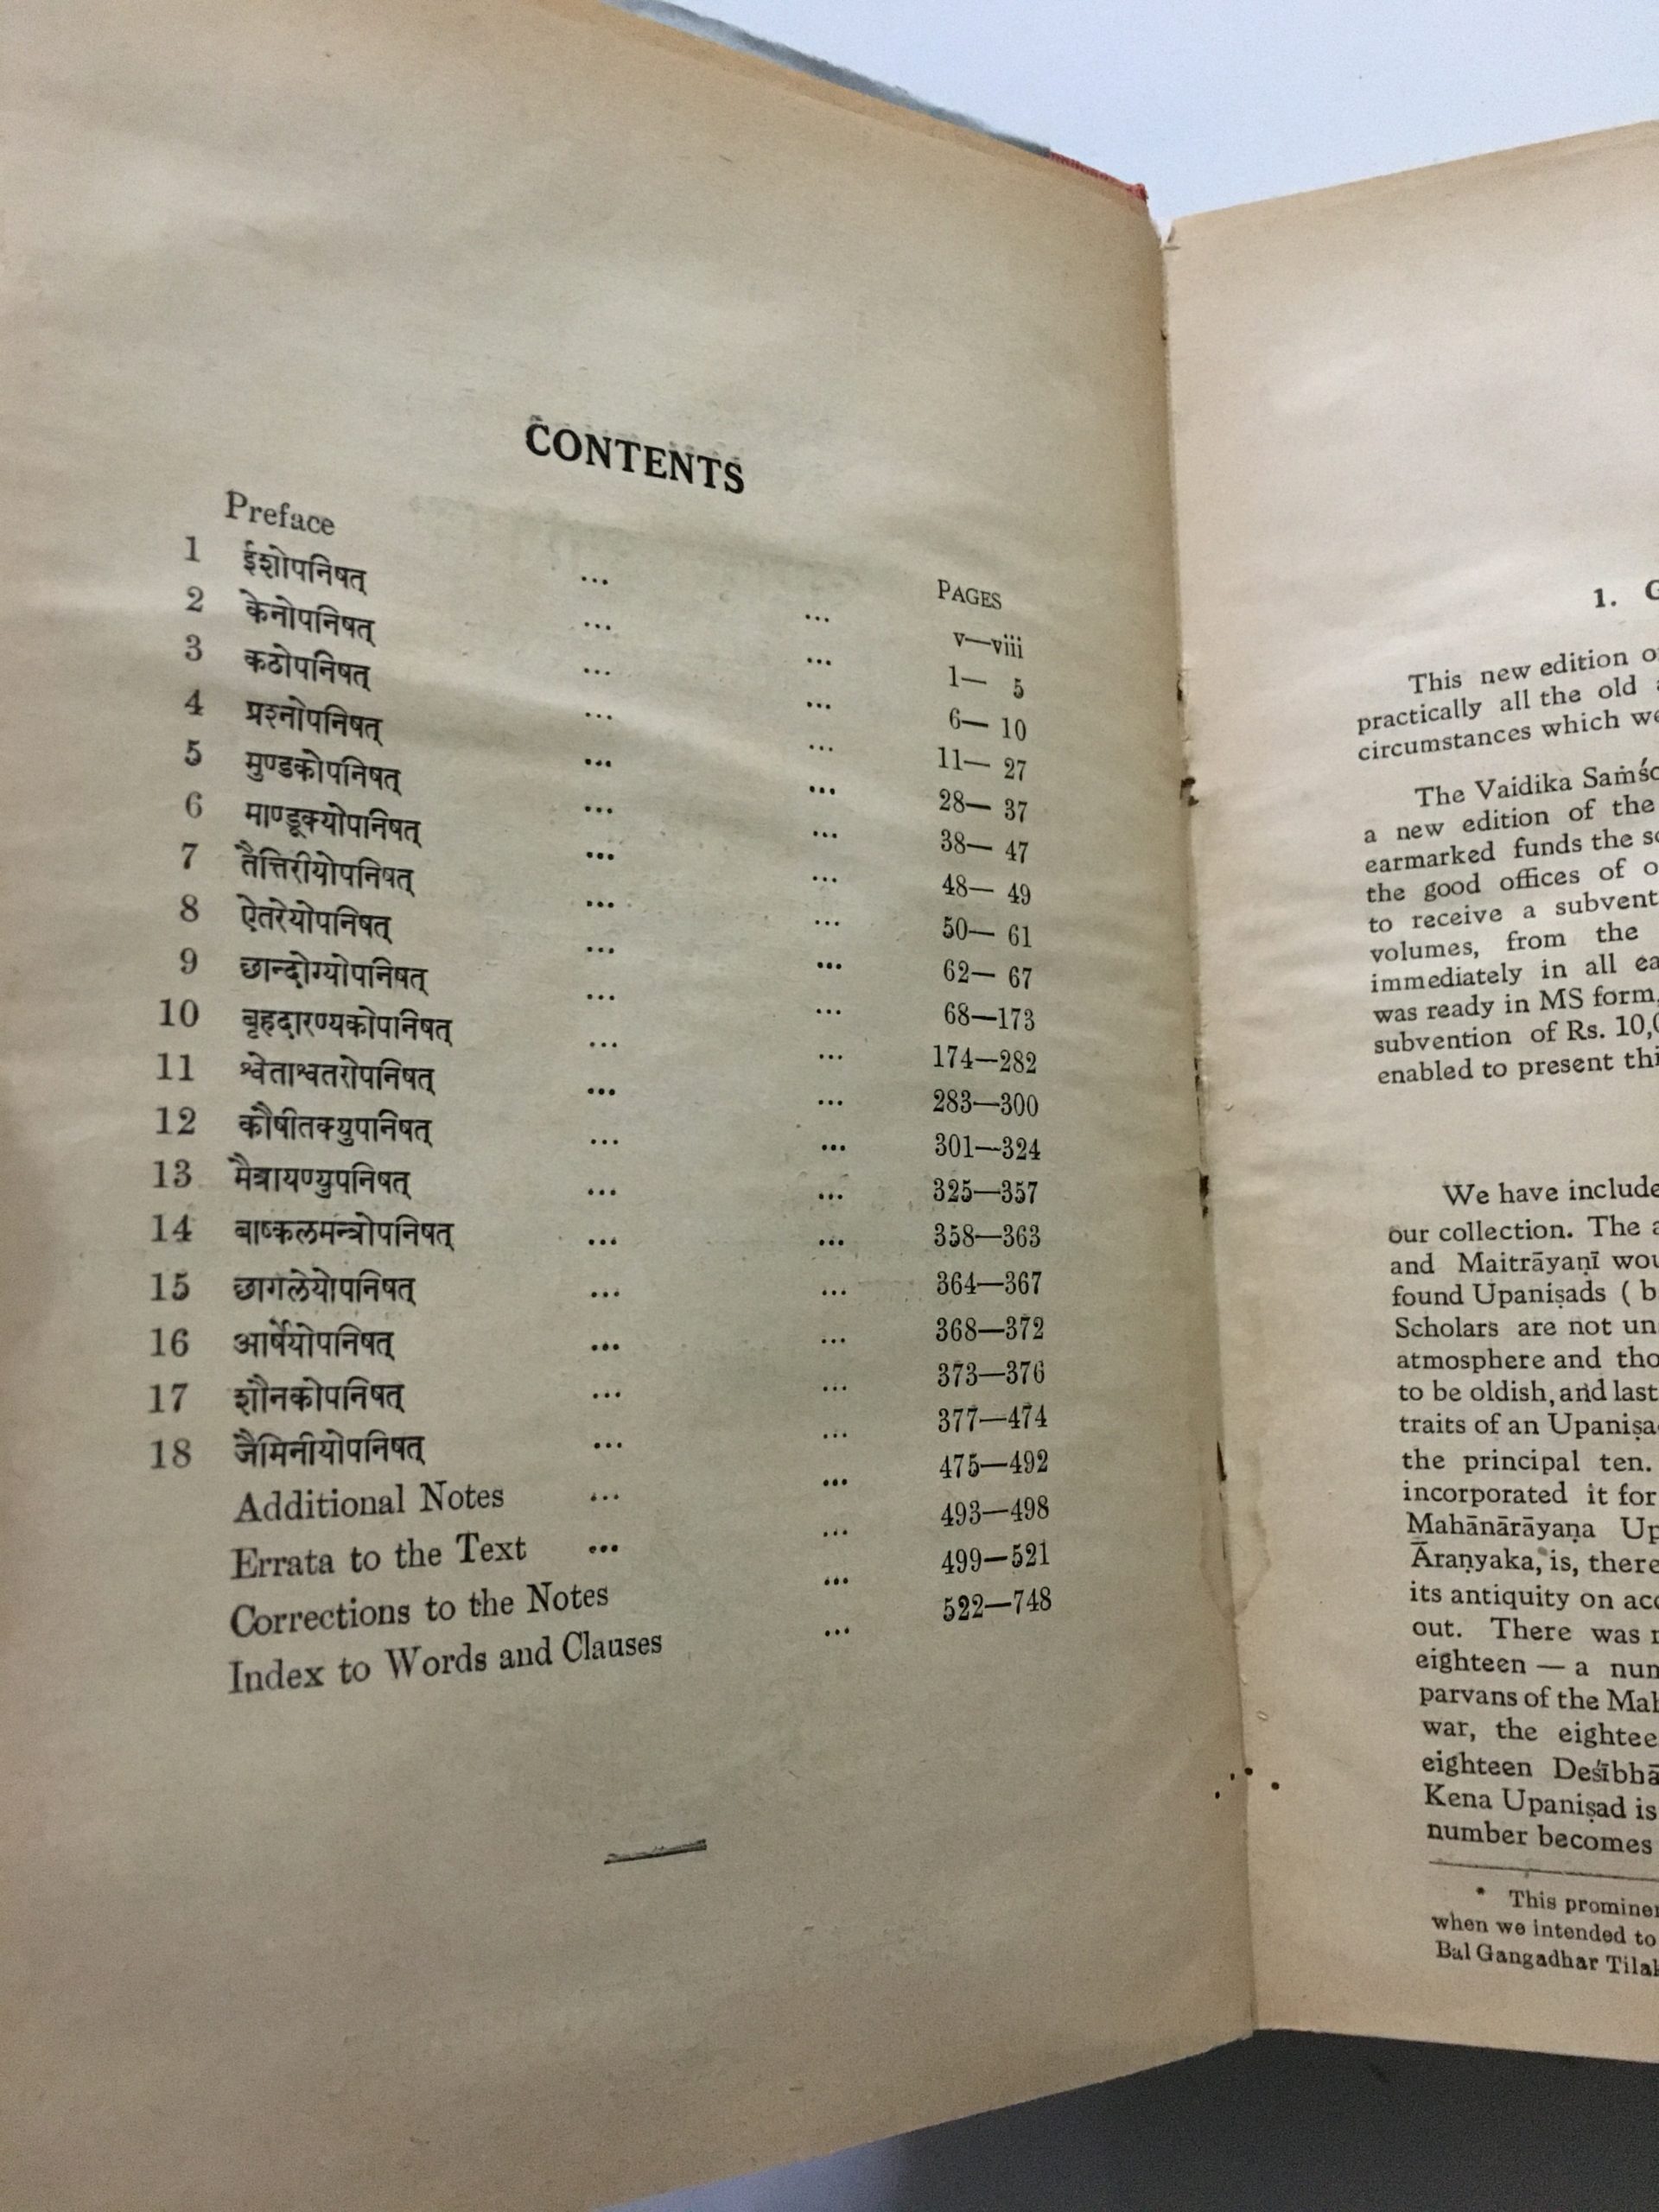 CONTENTS
PAGES
Preface ... ... v—viii
1 ईशोपनिषत् ... ... 1— 5
2 केनोपनिषत् ... ... 6— 10
3 कठोपनिषत् ... ... 11— 27
4 प्रश्नोपनिषत् ... ... 28— 37
5 मुण्डकोपनिषत् ... ... 38— 47
6 माण्डूक्योपनिषत् ... ... 48— 49
7 तैत्तिरीयोपनिषत् ... ... 50— 61
8 ऐतरेयोपनिषत् ... ... 62— 67
9 छान्दोग्योपनिषत् ... ... 68—173
10 बृहदारण्यकोपनिषत् ... ... 174—282
11 श्वेताश्वतरोपनिषत् ... ... 283—300
12 कौषीतक्युपनिषत् ... ... 301—324
13 मैत्रायण्युपनिषत् ... ... 325—357
14 बाष्कलमन्त्रोपनिषत् ... ... 358—363
15 छागलेयोपनिषत् ... ... 364—367
16 आर्षेयोपनिषत् ... ... 368—372
17 शौनकोपनिषत् ... ... 373—376
18 जैमिनीयोपनिषत् ... ... 377—474
Additional Notes ... ... 475—492
Errata to the Text ... ... 493—498
Corrections to the Notes ... 499—521
Index to Words and Clauses ... 522—748
1. G
This new edition
practically all the old
circumstances which
The Vaidika
a new edition of the
earmarked funds the
the good offices of
to receive a
volumes, from the
immediately in all
was ready in MS form,
subvention of Rs.
enabled to present
We have
our collection. The
and Maitrāyaṇī
found Upaniṣads (
Scholars are not
atmosphere and
to be oldish, and
traits of an
the principal ten.
incorporated it for
Mahānārāyaṇa
Āraṇyaka, is,
its antiquity on
out. There was
eighteen — a
parvans of the
war, the
eighteen
Kena Upaniṣad is
number becomes
* This
when we intended to
Bal Gangadhar